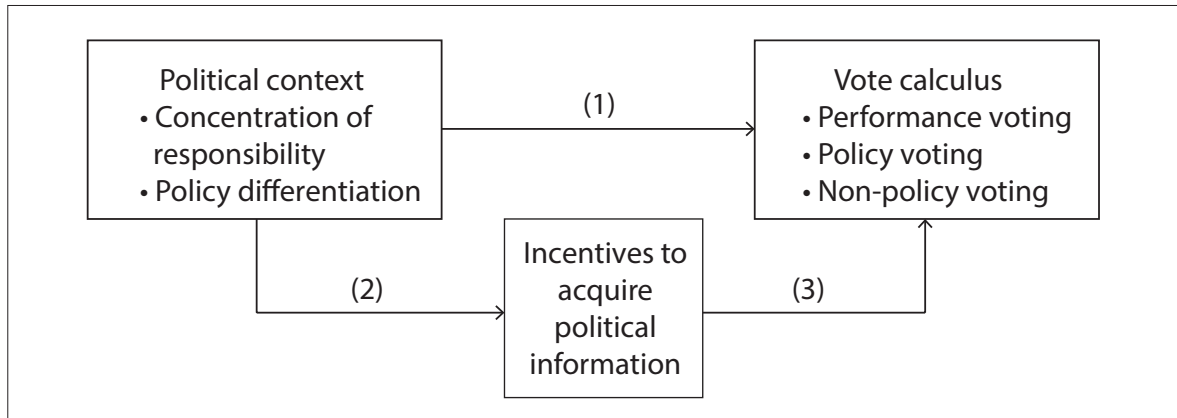 Political context
• Concentration of
responsibility
• Policy differentiation
(1)
Vote calculus
• Performance voting
• Policy voting
• Non-policy voting
(2)
Incentives to
acquire
political
information
(3)